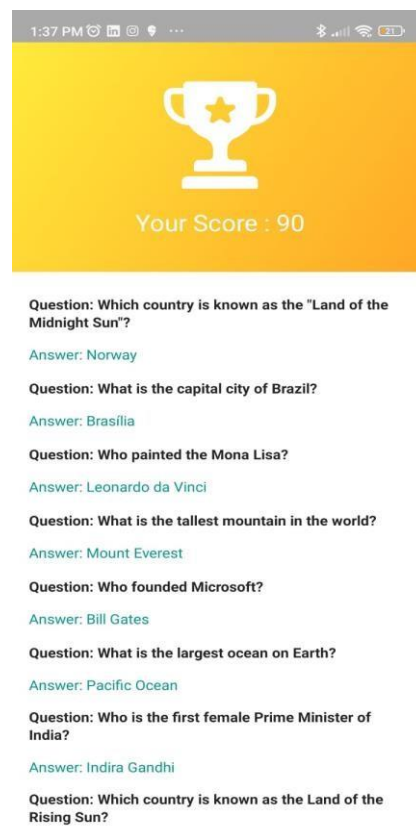 1:37 PM
21
Your Score : 90
Question: Which country is known as the "Land of the
Midnight Sun"?
Answer: Norway
Question: What is the capital city of Brazil?
Answer: Brasília
Question: Who painted the Mona Lisa?
Answer: Leonardo da Vinci
Question: What is the tallest mountain in the world?
Answer: Mount Everest
Question: Who founded Microsoft?
Answer: Bill Gates
Question: What is the largest ocean on Earth?
Answer: Pacific Ocean
Question: Who is the first female Prime Minister of
India?
Answer: Indira Gandhi
Question: Which country is known as the Land of the
Rising Sun?